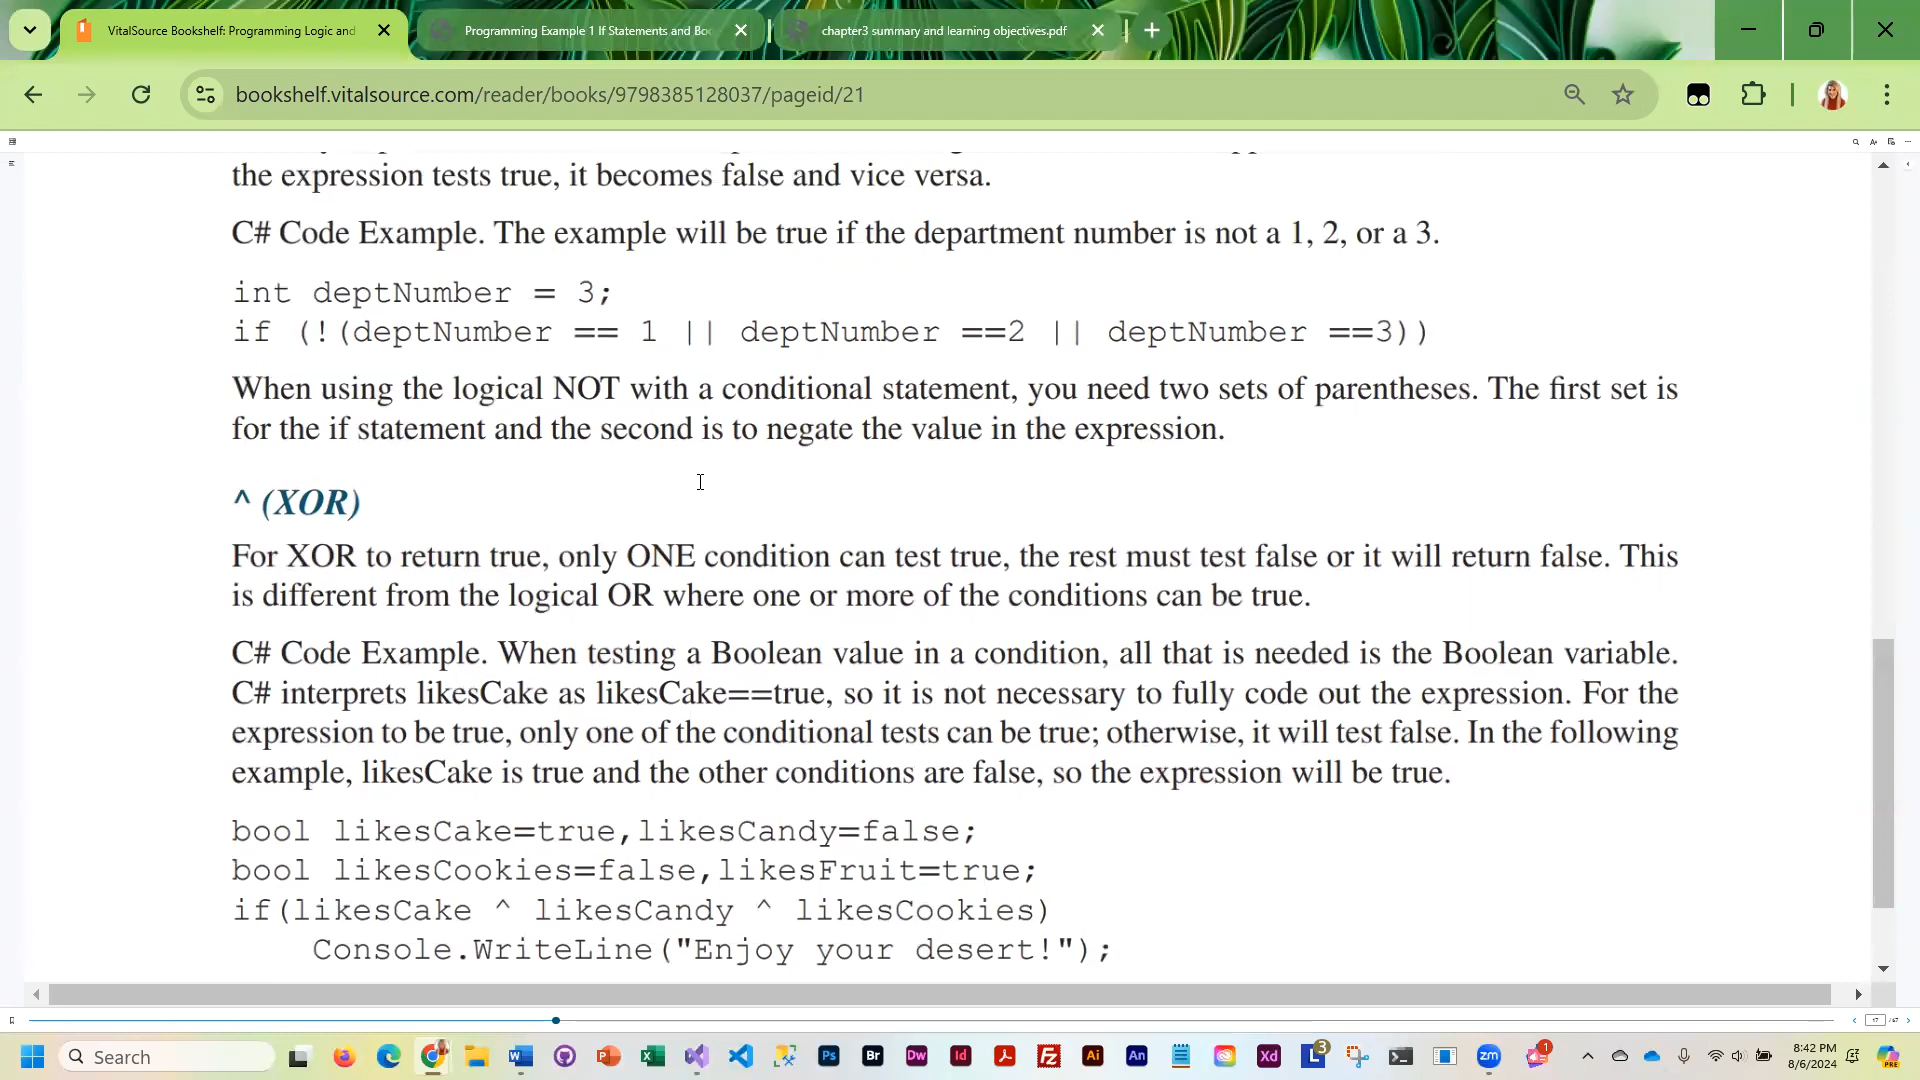 VitalSource Bookshelf: Programming Logic and
Programming Example 1 If Statements and Bo
chapter3 summary and learning objectives.pdf
bookshelf.vitalsource.com/reader/books/9798385128037/pageid/21
the expression tests true, it becomes false and vice versa.
C# Code Example. The example will be true if the department number is not a 1, 2, or a 3.
int deptNumber = 3;
if (!(deptNumber == 1 || deptNumber ==2 || deptNumber ==3))
When using the logical NOT with a conditional statement, you need two sets of parentheses. The first set is
for the if statement and the second is to negate the value in the expression.
^ (XOR)
For XOR to return true, only ONE condition can test true, the rest must test false or it will return false. This
is different from the logical OR where one or more of the conditions can be true.
C# Code Example. When testing a Boolean value in a condition, all that is needed is the Boolean variable.
C# interprets likesCake as likesCake==true, so it is not necessary to fully code out the expression. For the
expression to be true, only one of the conditional tests can be true; otherwise, it will test false. In the following
example, likesCake is true and the other conditions are false, so the expression will be true.
bool likesCake=true,likesCandy=false;
bool likesCookies=false,likesFruit=true;
if(likesCake ^ likesCandy ^ likesCookies)
Console.WriteLine("Enjoy your desert!");
Search
Ps
Br
Dw
Id
Fz
Ai
An
Xd
L
3
zm
1
8:42 PM
8/6/2024
PRE